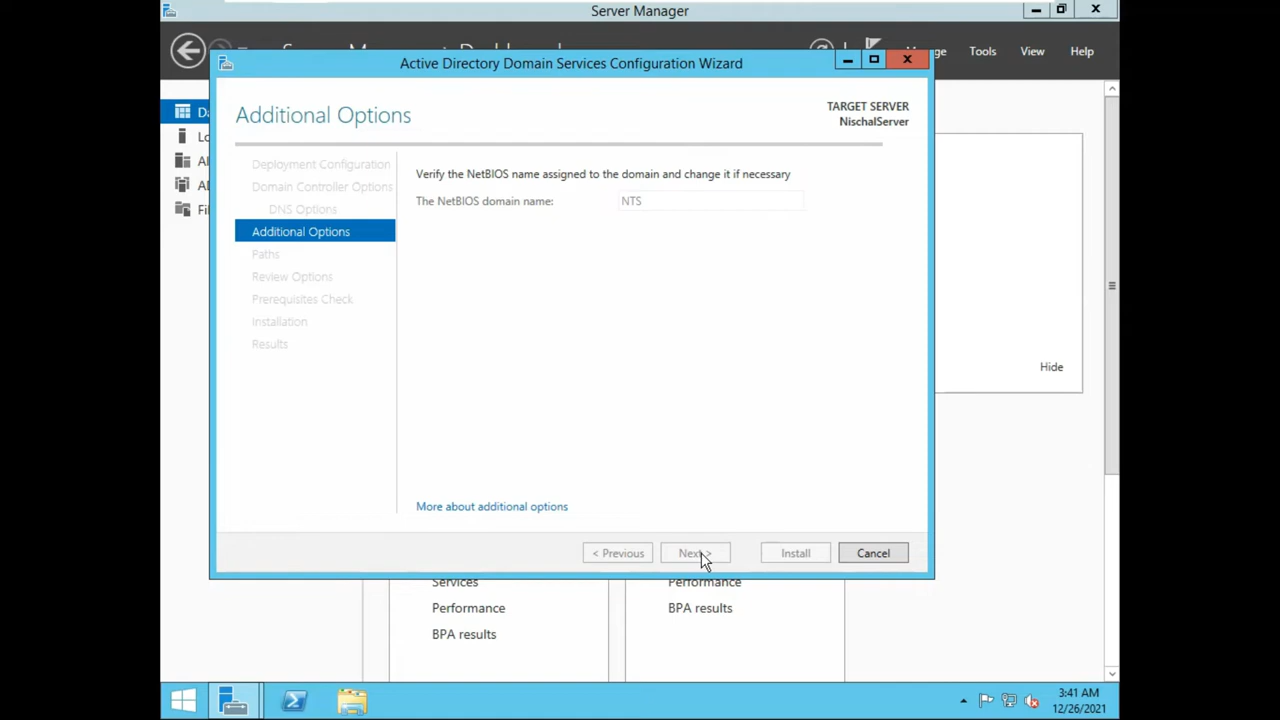 Server Manager
Manage Tools View Help
Active Directory Domain Services Configuration Wizard
Additional Options
TARGET SERVER
NischalServer
Deployment Configuration
Domain Controller Options
DNS Options
Additional Options
Paths
Review Options
Prerequisites Check
Installation
Results
Verify the NetBIOS name assigned to the domain and change it if necessary
The NetBIOS domain name: NTS
More about additional options
Hide
< Previous Next > Install Cancel
Services
Performance
BPA results
Performance
BPA results
3:41 AM
12/26/2021